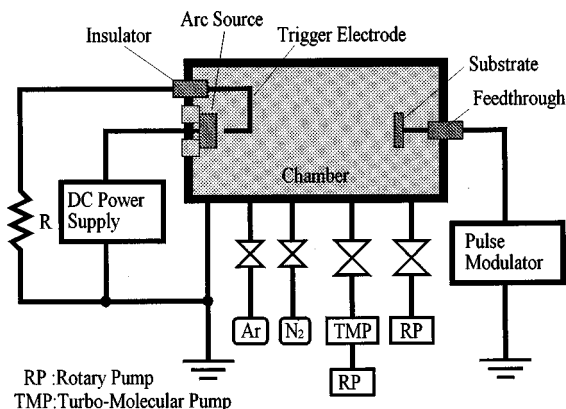 Arc Source
Insulator
Trigger Electrode
Substrate
Feedthrough
Chamber
DC Power
Supply
R
Pulse
Modulator
Ar
N₂
TMP
RP
RP
RP :Rotary Pump
TMP:Turbo-Molecular Pump